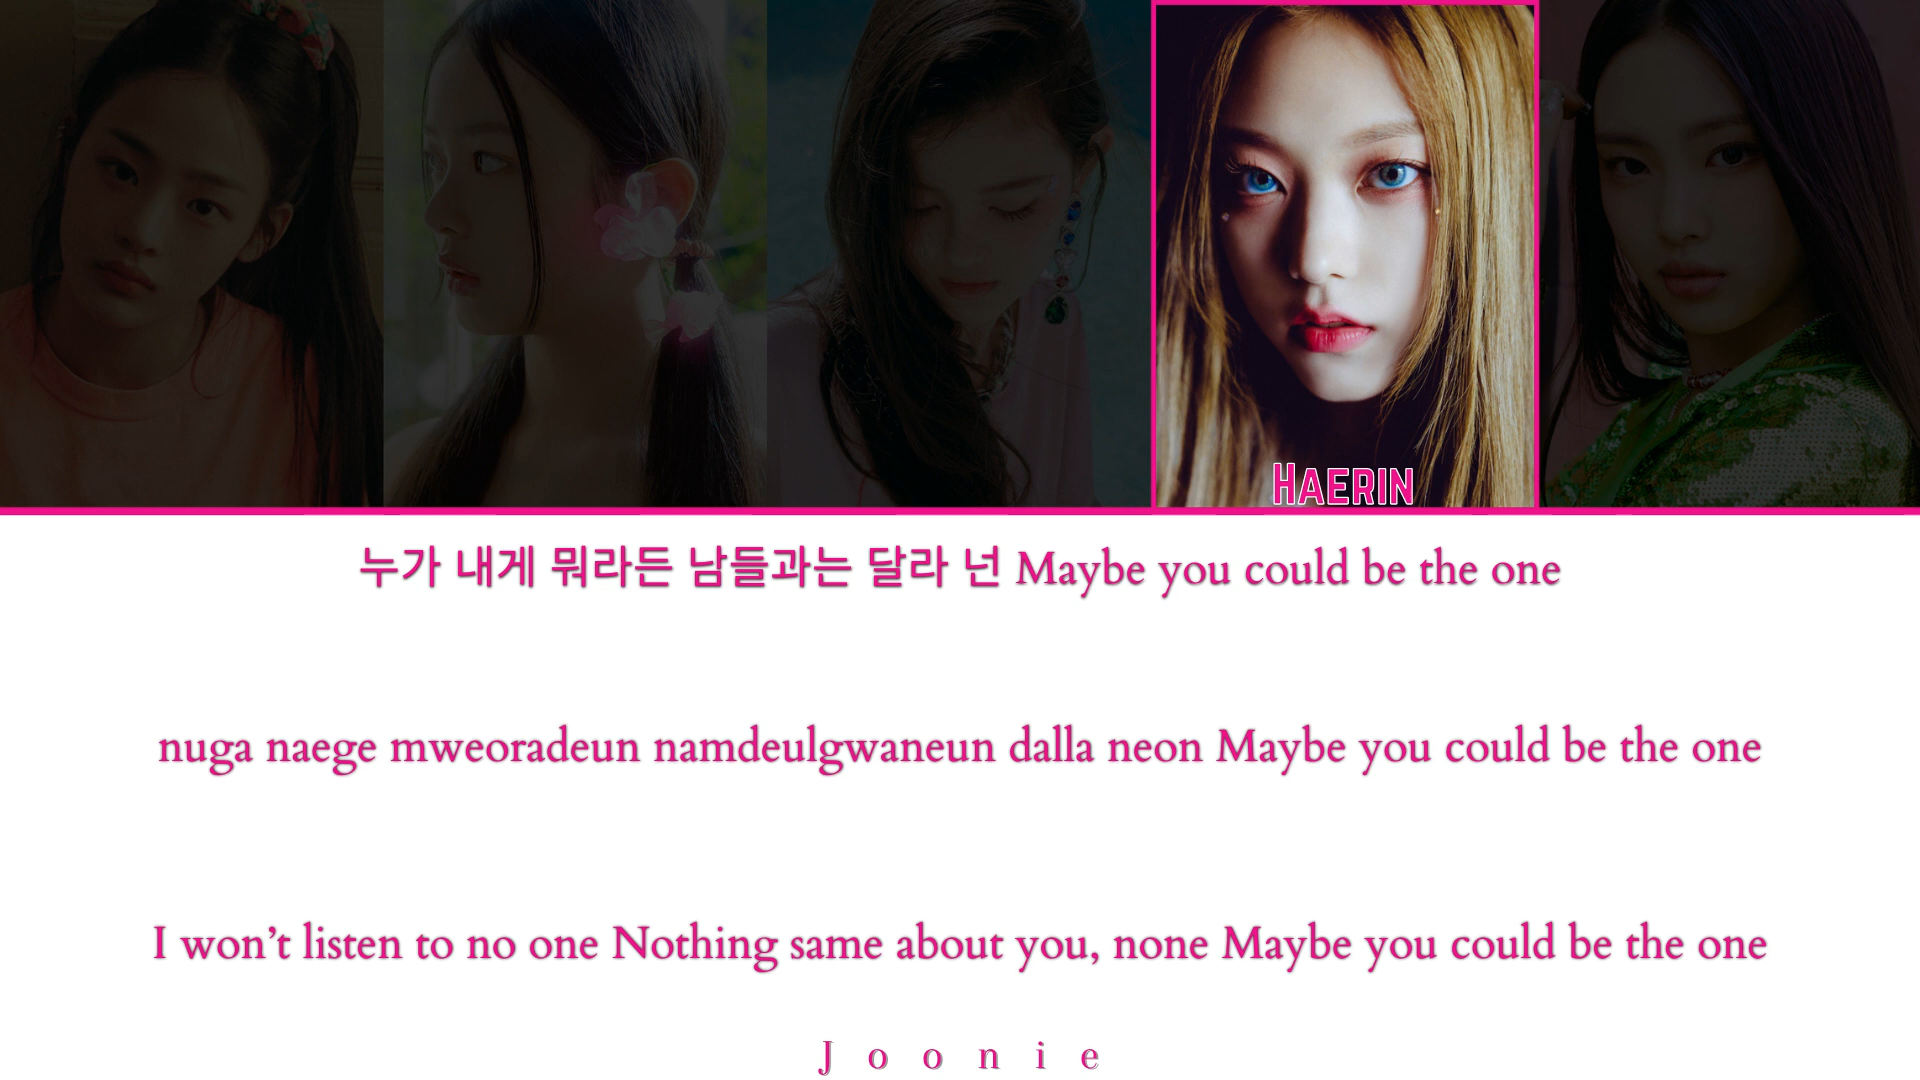 HAERIN
누가 내게 뭐라든 남들과는 달라 넌 Maybe you could be the one
nuga naege mweoradeun namdeulgwaneun dalla neon Maybe you could be the one
I won’t listen to no one Nothing same about you, none Maybe you could be the one
Joonie